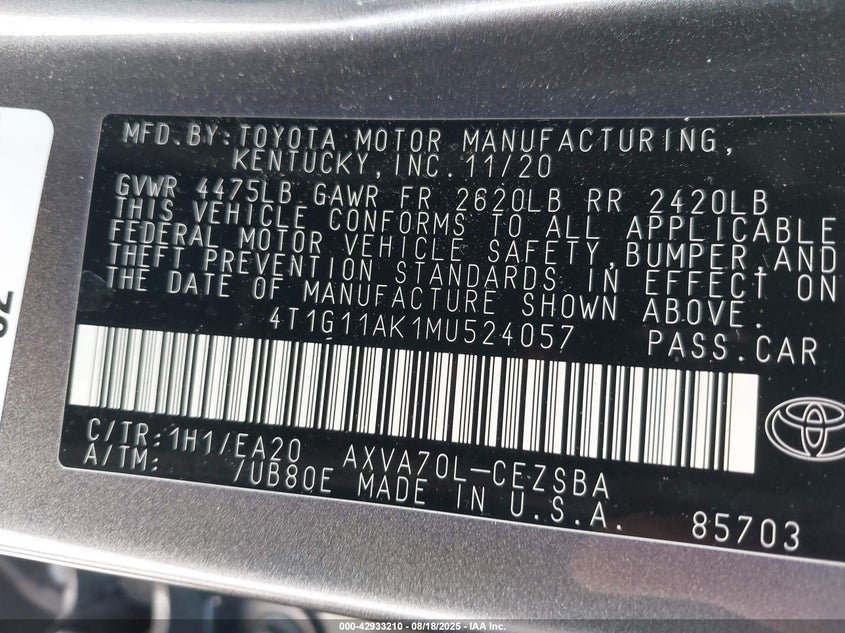 MFD.BY:TOYOTA MOTOR MANUFACTURING,
KENTUCKY,INC.11/20
GVWR 4475LB GAWR FR 2620LB RR 2420LB
THIS VEHICLE CONFORMS TO ALL APPLICABLE
FEDERAL MOTOR VEHICLE SAFETY,BUMPER,AND
THEFT PREVENTION STANDARDS IN EFFECT ON
THE DATE OF MANUFACTURE SHOWN ABOVE.
4T1G11AK1MU524057 PASS.CAR
C/TR:1H1/EA20 AXVA70L-CEZSBA
A/TM: /UB80E MADE IN U.S.A. 85703
000-42933210 - 08/18/2025 - IAA Inc.